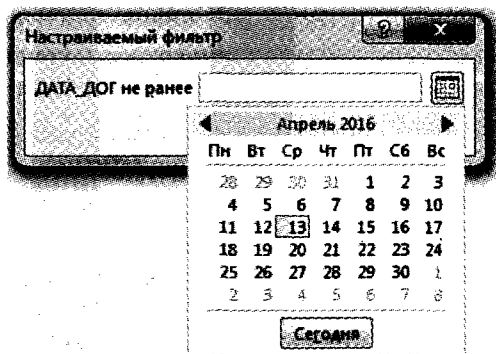 Настраиваемый фильтр
?
X
ДАТА_ДОГ не ранее
Апрель 2016
Пн Вт Ср Чт Пт Сб Вс
28 29 30 31 1 2 3
4 5 6 7 8 9 10
11 12 13 14 15 16 17
18 19 20 21 22 23 24
25 26 27 28 29 30 1
2 3 4 5 6 7 8
Сегодня